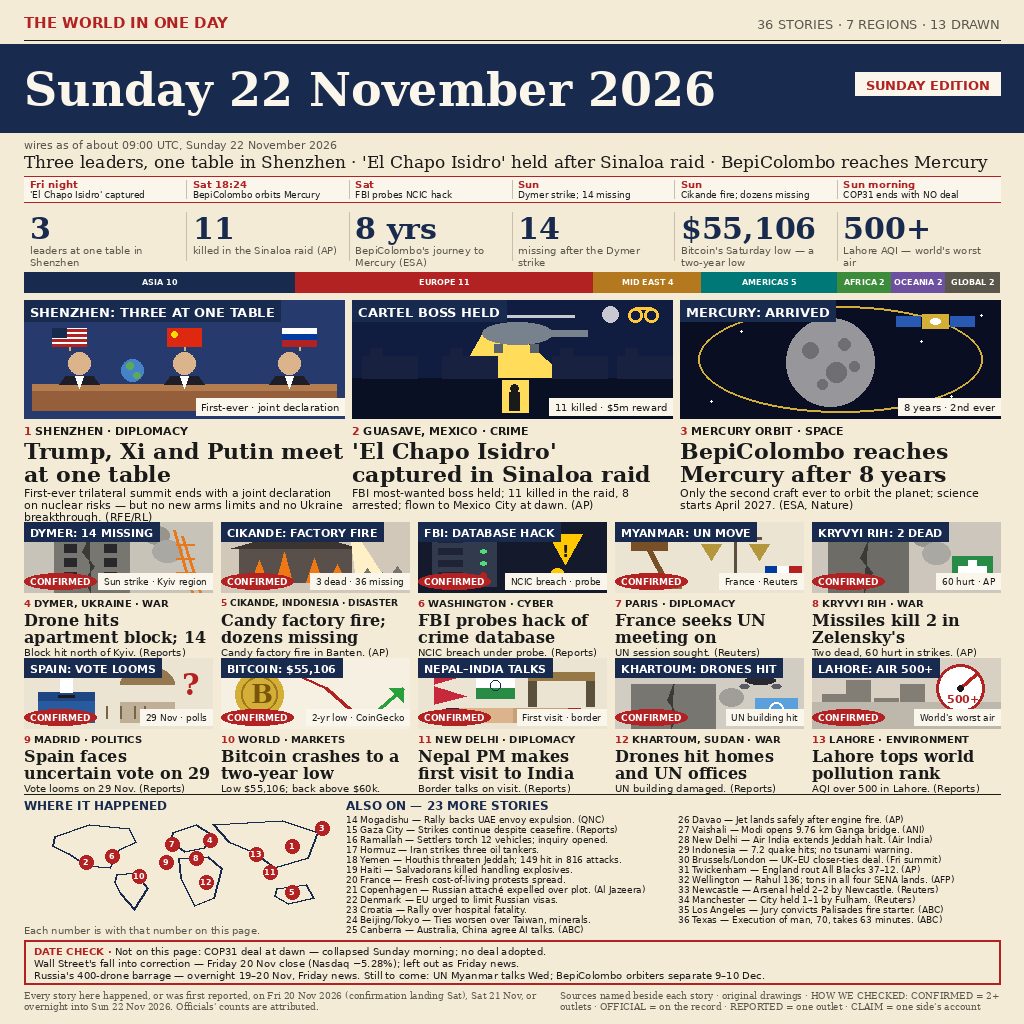 THE WORLD IN ONE DAY
36 STORIES · 7 REGIONS · 13 DRAWN
Sunday 22 November 2026
SUNDAY EDITION
wires as of about 09:00 UTC, Sunday 22 November 2026
Three leaders, one table in Shenzhen · 'El Chapo Isidro' held after Sinaloa raid · BepiColombo reaches Mercury
Fri night
'El Chapo Isidro' captured
Sat 18:24
BepiColombo orbits Mercury
Sat
FBI probes NCIC hack
Sun
Dymer strike; 14 missing
Sun
Cikande fire; dozens missing
Sun morning
COP31 ends with NO deal
3
leaders at one table in
Shenzhen
11
killed in the Sinaloa raid (AP)
8 yrs
BepiColombo's journey to
Mercury (ESA)
14
missing after the Dymer
strike
$55,106
Bitcoin's Saturday low — a
two-year low
500+
Lahore AQI — world's worst
air
ASIA 10
EUROPE 11
MID EAST 4
AMERICAS 5
AFRICA 2
OCEANIA 2
GLOBAL 2
SHENZHEN: THREE AT ONE TABLE
First-ever · joint declaration
CARTEL BOSS HELD
11 killed · $5m reward
MERCURY: ARRIVED
8 years · 2nd ever
1 SHENZHEN · DIPLOMACY
Trump, Xi and Putin meet
at one table
First-ever trilateral summit ends with a joint declaration
on nuclear risks — but no new arms limits and no Ukraine
breakthrough. (RFE/RL)
2 GUASAVE, MEXICO · CRIME
'El Chapo Isidro'
captured in Sinaloa raid
FBI most-wanted boss held; 11 killed in the raid, 8
arrested; flown to Mexico City at dawn. (AP)
3 MERCURY ORBIT · SPACE
BepiColombo reaches
Mercury after 8 years
Only the second craft ever to orbit the planet; science
starts April 2027. (ESA, Nature)
DYMER: 14 MISSING
CONFIRMED
Sun strike · Kyiv region
CIKANDE: FACTORY FIRE
CONFIRMED
3 dead · 36 missing
FBI: DATABASE HACK
!
CONFIRMED
NCIC breach · probe
MYANMAR: UN MOVE
CONFIRMED
France · Reuters
KRYVYI RIH: 2 DEAD
CONFIRMED
60 hurt · AP
4 DYMER, UKRAINE · WAR
Drone hits
apartment block; 14
Block hit north of Kyiv. (Reports)
5 CIKANDE, INDONESIA · DISASTER
Candy factory fire;
dozens missing
Candy factory fire in Banten. (AP)
6 WASHINGTON · CYBER
FBI probes hack of
crime database
NCIC breach under probe. (Reports)
7 PARIS · DIPLOMACY
France seeks UN
meeting on
UN session sought. (Reuters)
8 KRYVYI RIH · WAR
Missiles kill 2 in
Zelensky's
Two dead, 60 hurt in strikes. (AP)
SPAIN: VOTE LOOMS
?
CONFIRMED
29 Nov · polls
BITCOIN: $55,106
B
CONFIRMED
2-yr low · CoinGecko
NEPAL–INDIA TALKS
CONFIRMED
First visit · border
KHARTOUM: DRONES HIT
CONFIRMED
UN building hit
LAHORE: AIR 500+
500+
CONFIRMED
World's worst air
9 MADRID · POLITICS
Spain faces
uncertain vote on 29
Vote looms on 29 Nov. (Reports)
10 WORLD · MARKETS
Bitcoin crashes to a
two-year low
Low $55,106; back above $60k.
11 NEW DELHI · DIPLOMACY
Nepal PM makes
first visit to India
Border talks on visit. (Reports)
12 KHARTOUM, SUDAN · WAR
Drones hit homes
and UN offices
UN building damaged. (Reports)
13 LAHORE · ENVIRONMENT
Lahore tops world
pollution rank
AQI over 500 in Lahore. (Reports)
WHERE IT HAPPENED
3
7
4
1
2
6
9
8
13
10
12
11
5
Each number is with that number on this page.
ALSO ON — 23 MORE STORIES
14 Mogadishu — Rally backs UAE envoy expulsion. (QNC)
15 Gaza City — Strikes continue despite ceasefire. (Reports)
16 Ramallah — Settlers torch 12 vehicles; inquiry opened.
17 Hormuz — Iran strikes three oil tankers.
18 Yemen — Houthis threaten Jeddah; 149 hit in 816 attacks.
19 Haiti — Salvadorans killed handling explosives.
20 France — Fresh cost-of-living protests spread.
21 Copenhagen — Russian attaché expelled over plot. (Al Jazeera)
22 Denmark — EU urged to limit Russian visas.
23 Croatia — Rally over hospital fatality.
24 Beijing/Tokyo — Ties worsen over Taiwan, minerals.
25 Canberra — Australia, China agree AI talks. (ABC)
26 Davao — Jet lands safely after engine fire. (AP)
27 Vaishali — Modi opens 9.76 km Ganga bridge. (ANI)
28 New Delhi — Air India extends Jeddah halt. (Air India)
29 Indonesia — 7.2 quake hits; no tsunami warning.
30 Brussels/London — UK–EU closer-ties deal. (Fri summit)
31 Twickenham — England rout All Blacks 37–12. (AP)
32 Wellington — Rahul 136; tons in all four SENA lands. (AFP)
33 Newcastle — Arsenal held 2–2 by Newcastle. (Reuters)
34 Manchester — City held 1–1 by Fulham. (Reuters)
35 Los Angeles — Jury convicts Palisades fire starter. (ABC)
36 Texas — Execution of man, 70, takes 63 minutes. (ABC)
DATE CHECK · Not on this page: COP31 deal at dawn — collapsed Sunday morning; no deal adopted.
Wall Street's fall into correction — Friday 20 Nov close (Nasdaq −5.28%); left out as Friday news.
Russia's 400-drone barrage — overnight 19–20 Nov, Friday news. Still to come: UN Myanmar talks Wed; BepiColombo orbiters separate 9–10 Dec.
Every story here happened, or was first reported, on Fri 20 Nov 2026 (confirmation landing Sat), Sat 21 Nov, or
overnight into Sun 22 Nov 2026. Officials' counts are attributed.
Sources named beside each story · original drawings · HOW WE CHECKED: CONFIRMED = 2+
outlets · OFFICIAL = on the record · REPORTED = one outlet · CLAIM = one side's account